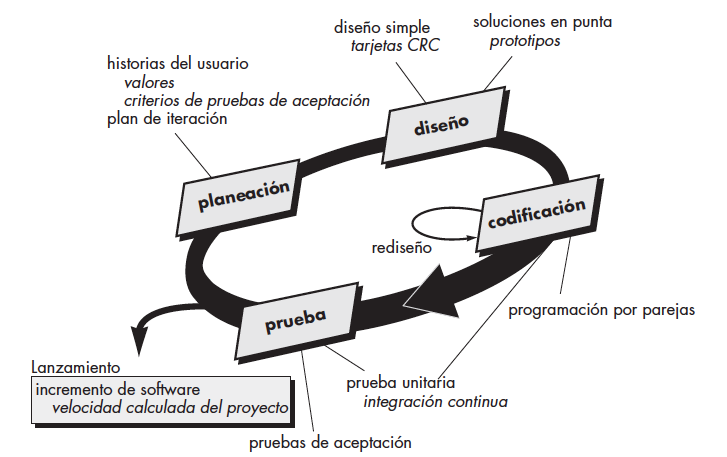 diseño simple
tarjetas CRC
soluciones en punta
prototipos
historias del usuario
valores
criterios de pruebas de aceptación
plan de iteración
diseño
planeación
codificación
rediseño
prueba
programación por parejas
Lanzamiento
incremento de software
velocidad calculada del proyecto
prueba unitaria
integración continua
pruebas de aceptación